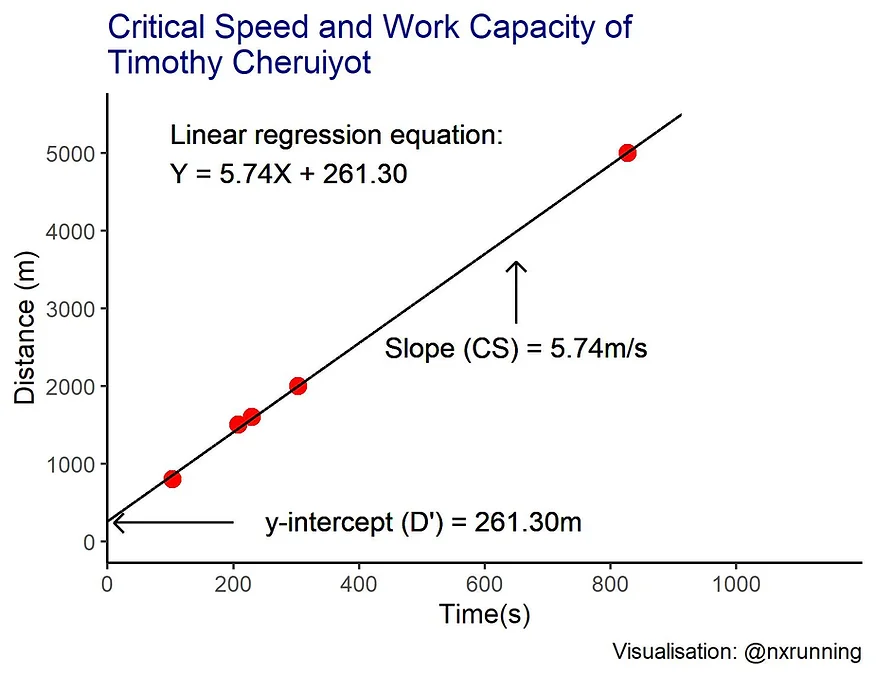 Critical Speed and Work Capacity of
Timothy Cheruiyot
Linear regression equation:
Y = 5.74X + 261.30
5000
4000
3000
2000
1000
0
Distance (m)
Slope (CS) = 5.74m/s
y-intercept (D') = 261.30m
0 200 400 600 800 1000
Time(s)
Visualisation: @nxrunning